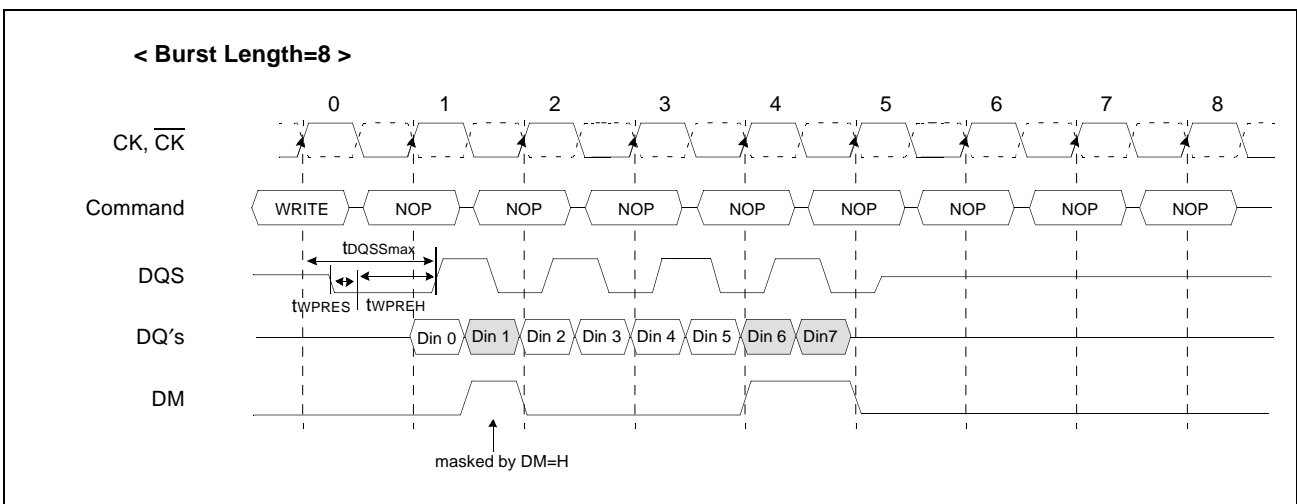 < Burst Length=8 >
0 1 2 3 4 5 6 7 8
CK, CK
Command WRITE NOP NOP NOP NOP NOP NOP NOP NOP
tDQSSmax
DQS
tWPRES tWPREH
DQ's Din 0 Din 1 Din 2 Din 3 Din 4 Din 5 Din 6 Din7
DM
masked by DM=H